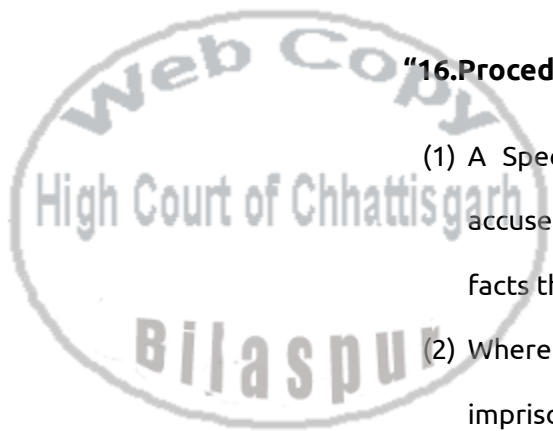 Web Copy
"16.Proced
(1) A Spec
High Court of Chhattisgarh
accuse
facts th
Bilaspur
(2) Where
impriso